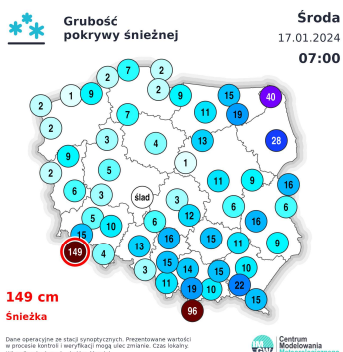 Grubość
pokrywy śnieżnej
Środa
17.01.2024
07:00
2 7 2
2 1 9 2 9 15 40
2 7 11 19
3 4 13 28
9 1
2 5 11 9 16
6 3 ślad 3 6 6
5 10 6 12 16
15 13 16 15 11 9
149 4 3 15 14 15 10
11 19 10 22 15
96
149 cm
Śnieżka
Dane operacyjne ze stacji synoptycznych. Prezentowane wartości
w procesie kontroli i weryfikacji mogą ulec zmianie. Czas lokalny.
Centrum
Modelowania